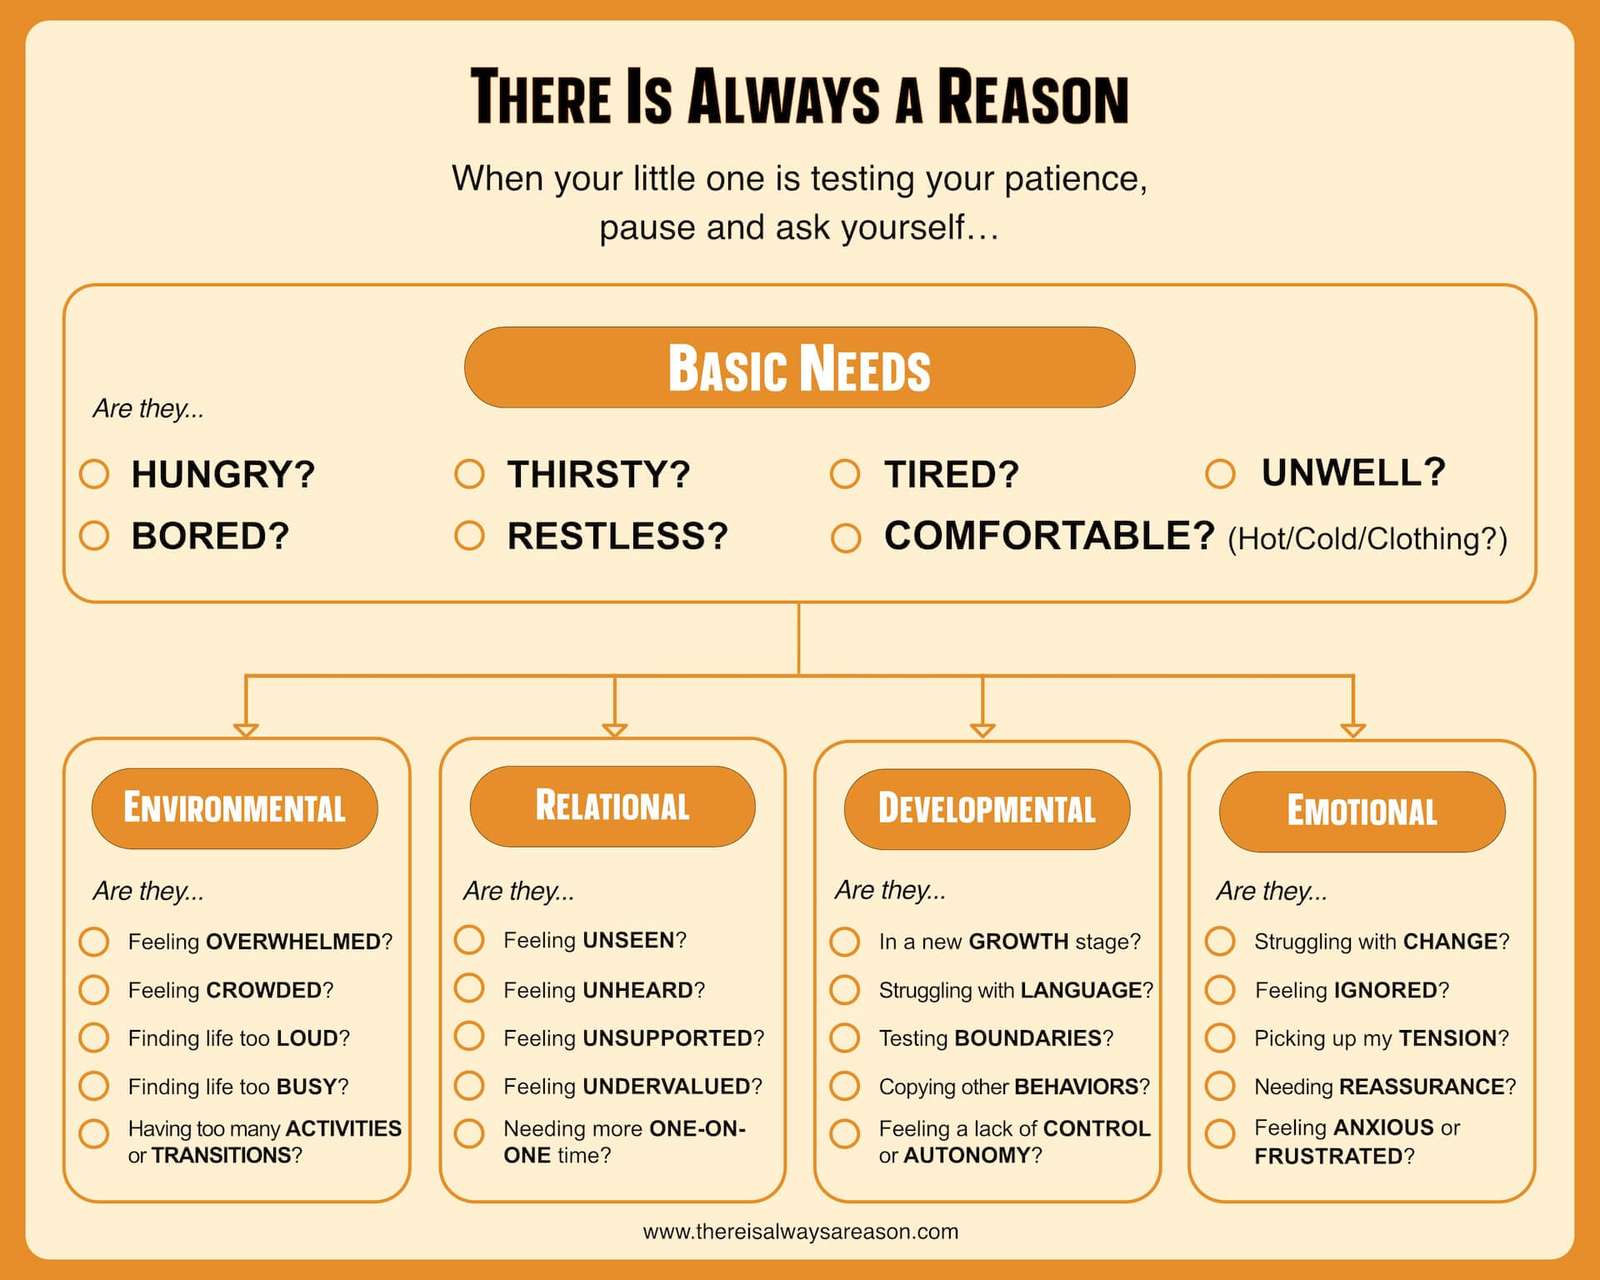 THERE IS ALWAYS A REASON
When your little one is testing your patience,
pause and ask yourself...
BASIC NEEDS
Are they...
HUNGRY?
THIRSTY?
TIRED?
UNWELL?
BORED?
RESTLESS?
COMFORTABLE? (Hot/Cold/Clothing?)
ENVIRONMENTAL
Are they...
Feeling OVERWHELMED?
Feeling CROWDED?
Finding life too LOUD?
Finding life too BUSY?
Having too many ACTIVITIES
or TRANSITIONS?
RELATIONAL
Are they...
Feeling UNSEEN?
Feeling UNHEARD?
Feeling UNSUPPORTED?
Feeling UNDERVALUED?
Needing more ONE-ON-
ONE time?
DEVELOPMENTAL
Are they...
In a new GROWTH stage?
Struggling with LANGUAGE?
Testing BOUNDARIES?
Copying other BEHAVIORS?
Feeling a lack of CONTROL
or AUTONOMY?
EMOTIONAL
Are they...
Struggling with CHANGE?
Feeling IGNORED?
Picking up my TENSION?
Needing REASSURANCE?
Feeling ANXIOUS or
FRUSTRATED?
www.thereisalwaysareason.com